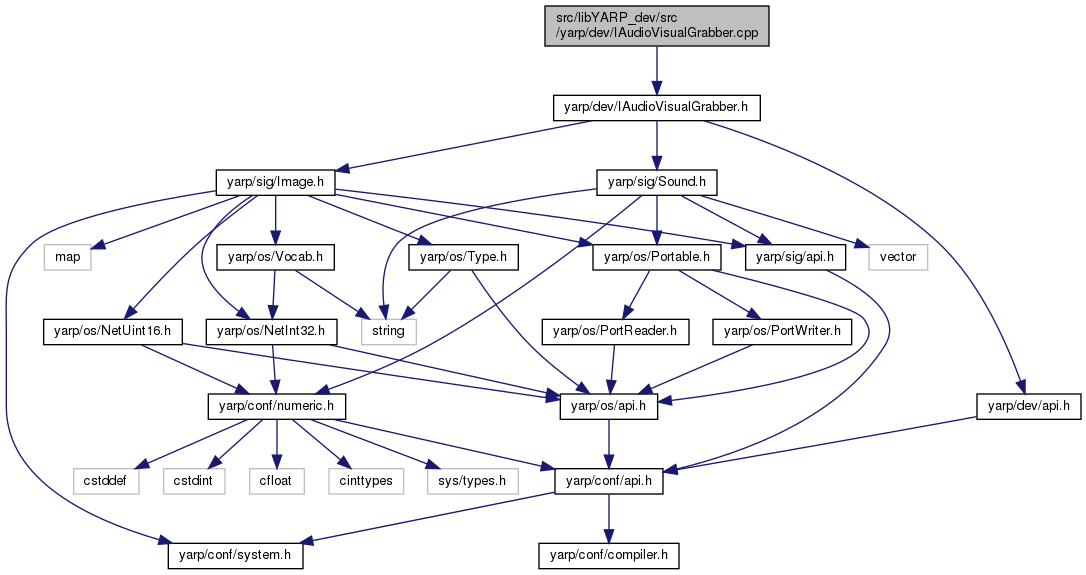 src/libYARP_dev/src
/yarp/dev/IAudioVisualGrabber.cpp
yarp/dev/IAudioVisualGrabber.h
yarp/sig/Image.h
yarp/sig/Sound.h
map
yarp/os/Vocab.h
yarp/os/Type.h
yarp/os/Portable.h
yarp/sig/api.h
vector
yarp/os/NetUint16.h
yarp/os/NetInt32.h
string
yarp/os/PortReader.h
yarp/os/PortWriter.h
yarp/conf/numeric.h
yarp/os/api.h
yarp/dev/api.h
cstddef
cstdint
cfloat
cinttypes
sys/types.h
yarp/conf/api.h
yarp/conf/system.h
yarp/conf/compiler.h